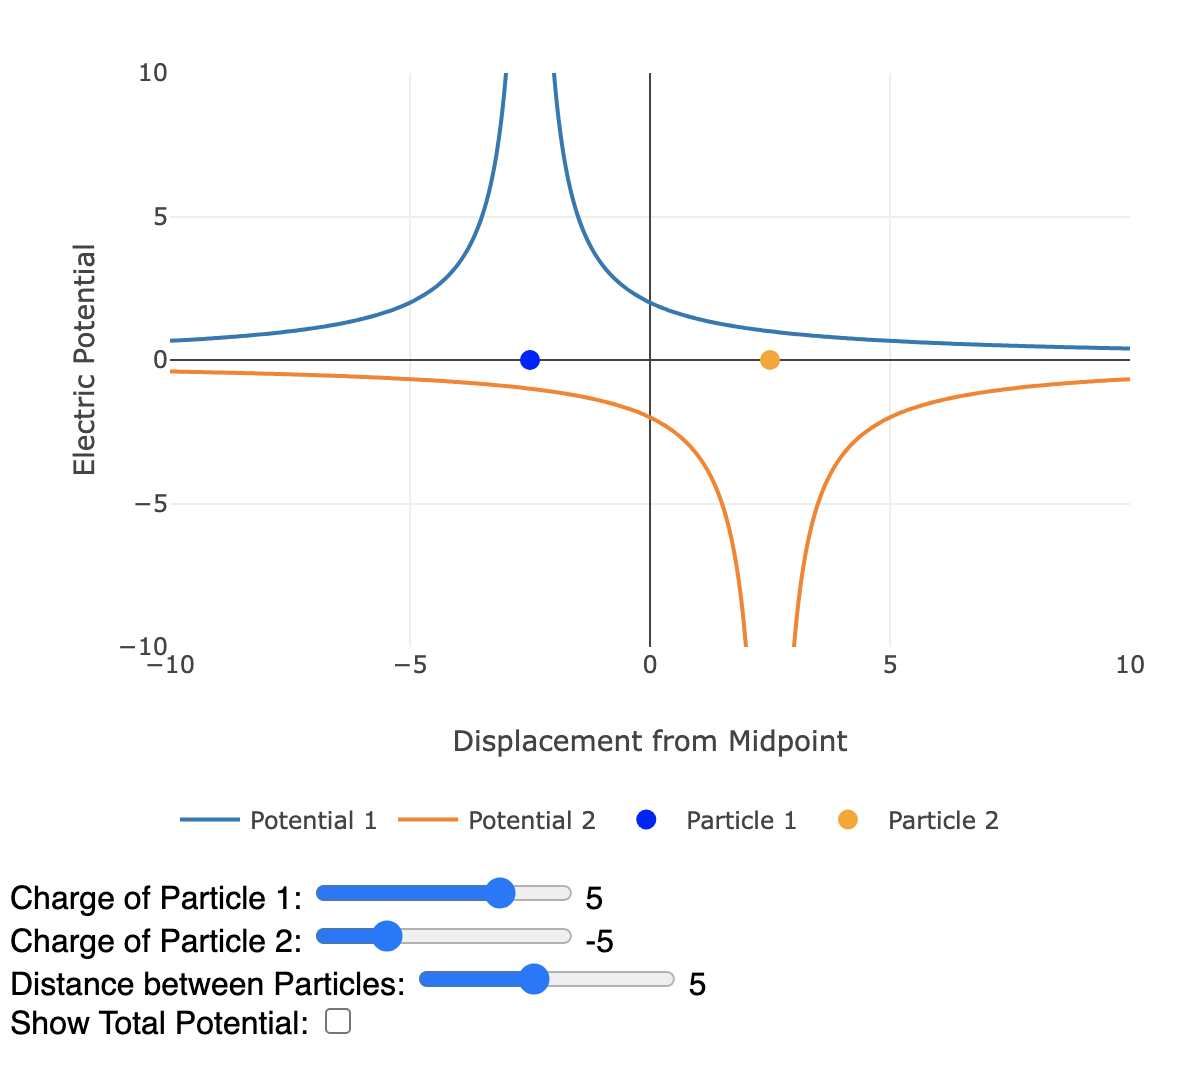 10
5
0
−5
−10
Electric Potential
−10 −5 0 5 10
Displacement from Midpoint
Potential 1 Potential 2 Particle 1 Particle 2
Charge of Particle 1: 5
Charge of Particle 2: -5
Distance between Particles: 5
Show Total Potential: